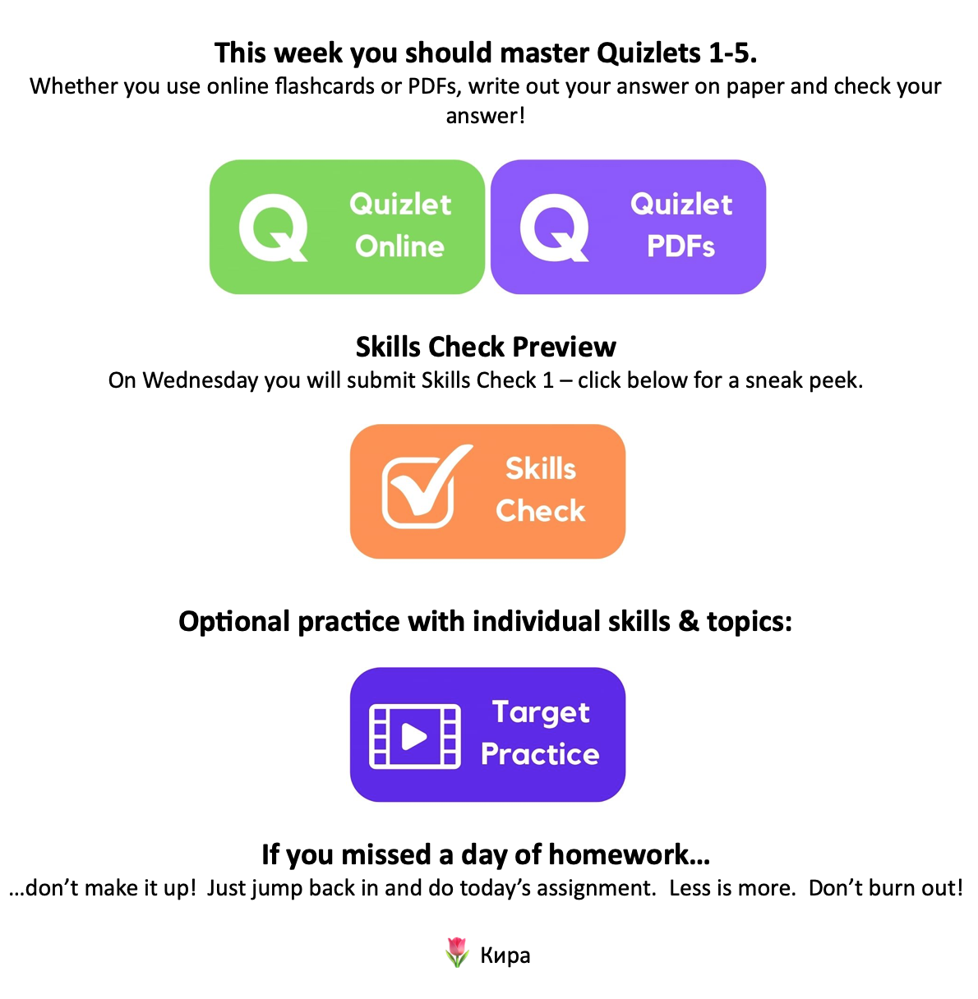 This week you should master Quizlets 1-5.
Whether you use online flashcards or PDFs, write out your answer on paper and check your
answer!
Q Quizlet
Online
Q Quizlet
PDFs
Skills Check Preview
On Wednesday you will submit Skills Check 1 – click below for a sneak peek.
Skills
Check
Optional practice with individual skills & topics:
Target
Practice
If you missed a day of homework...
...don't make it up!  Just jump back in and do today's assignment.  Less is more.  Don't burn out!
🌷 Кира